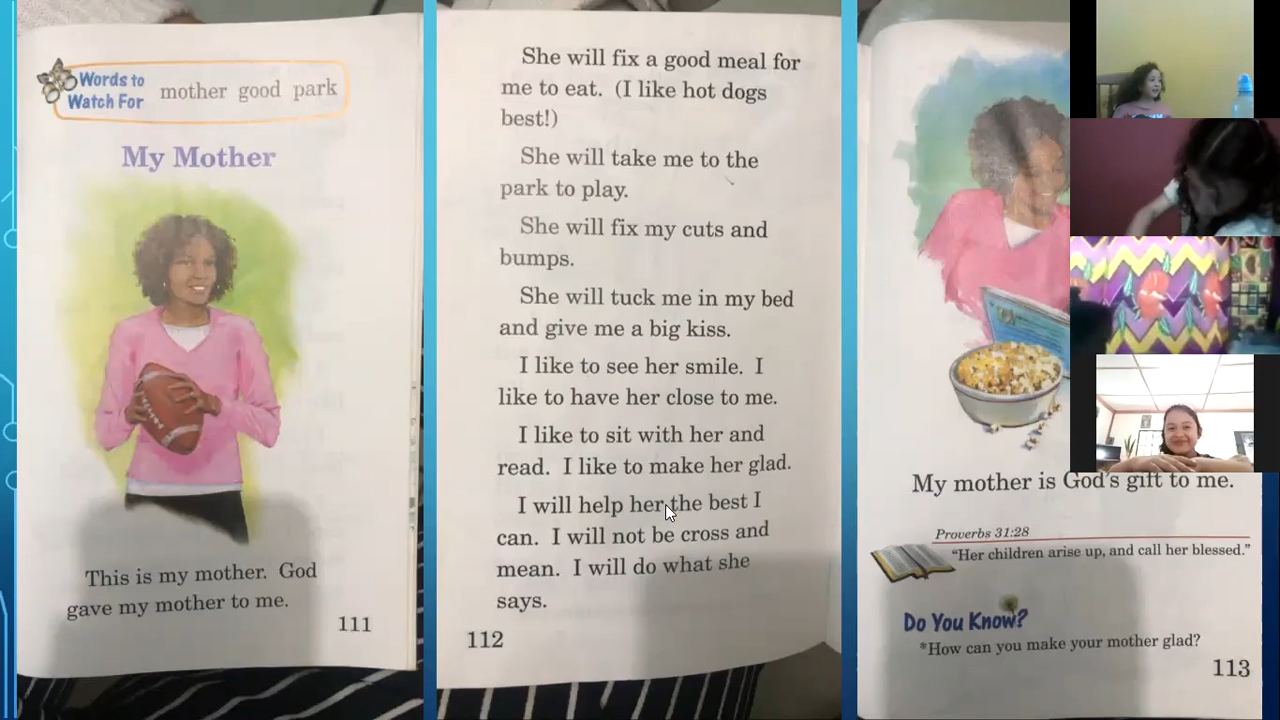 Words to
Watch For
mother good park
My Mother
This is my mother. God
gave my mother to me.
111
She will fix a good meal for
me to eat. (I like hot dogs
best!)
She will take me to the
park to play.
She will fix my cuts and
bumps.
She will tuck me in my bed
and give me a big kiss.
I like to see her smile. I
like to have her close to me.
I like to sit with her and
read. I like to make her glad.
I will help her the best I
can. I will not be cross and
mean. I will do what she
says.
112
My mother is God's gift to me.
Proverbs 31:28
"Her children arise up, and call her blessed."
Do You Know?
*How can you make your mother glad?
113